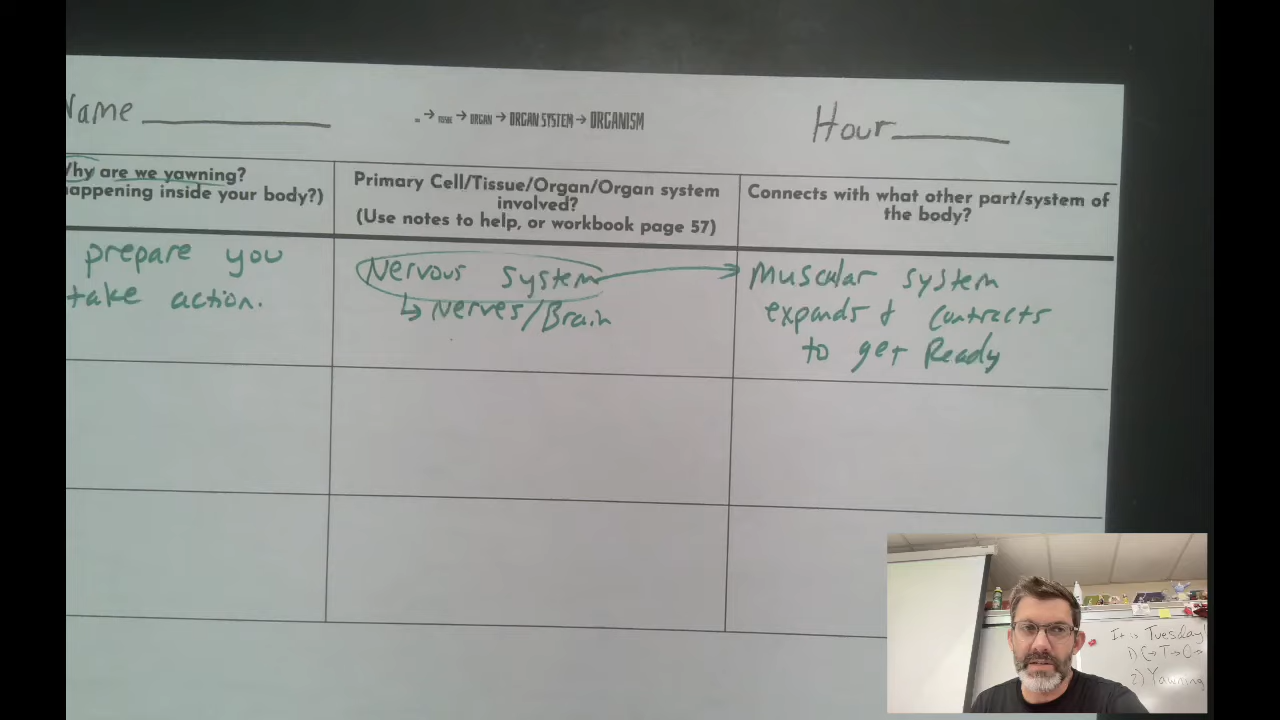 Name
→ → ORGAN → ORGAN SYSTEM → ORGANISM
Hour
Why are we yawning?
happening inside your body?)
Primary Cell/Tissue/Organ/Organ system
involved?
(Use notes to help, or workbook page 57)
Connects with what other part/system of
the body?
prepare you
take action.
Nervous System
↳ Nerves/Brain
Muscular system
expands & contracts
to get Ready
It is Tuesday!
1) C→T→O→
2) Yawning